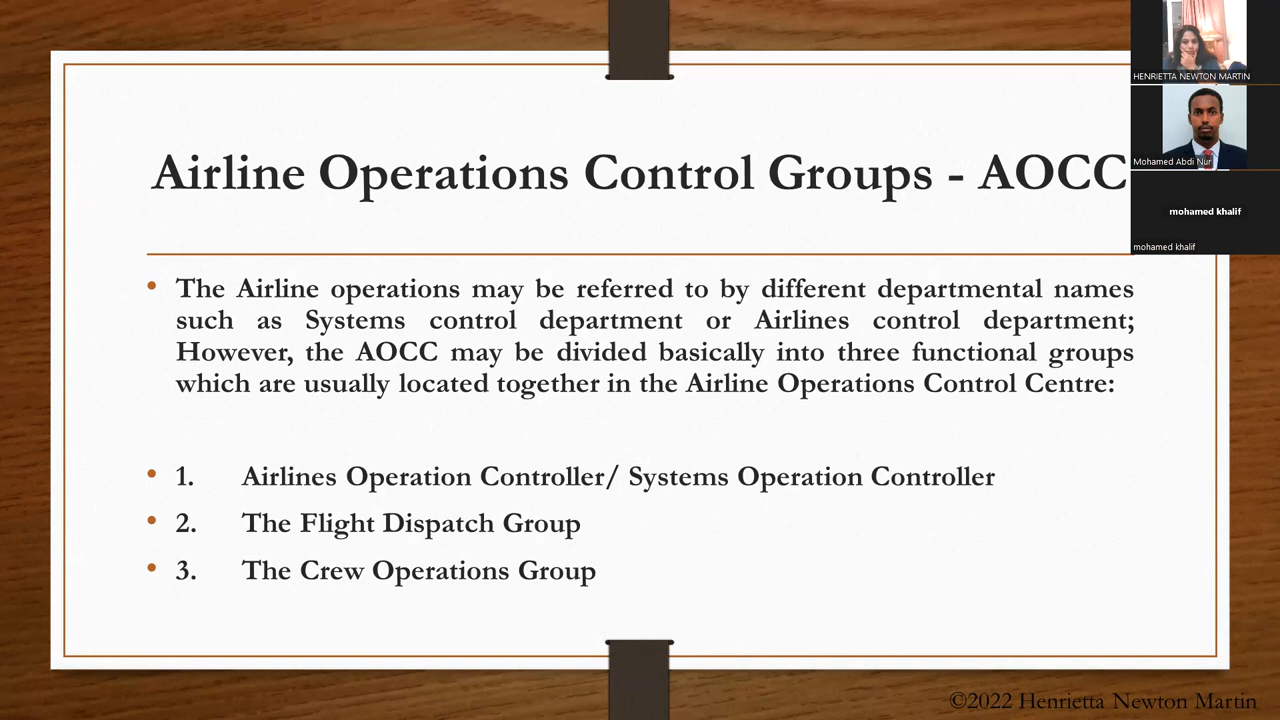 Airline Operations Control Groups - AOCC
HENRIETTA NEWTON MARTIN
Mohamed Abdi Nur
mohamed khalif
mohamed khalif
• The Airline operations may be referred to by different departmental names
such as Systems control department or Airlines control department;
However, the AOCC may be divided basically into three functional groups
which are usually located together in the Airline Operations Control Centre:
• 1. Airlines Operation Controller/ Systems Operation Controller
• 2. The Flight Dispatch Group
• 3. The Crew Operations Group
©2022 Henrietta Newton Martin